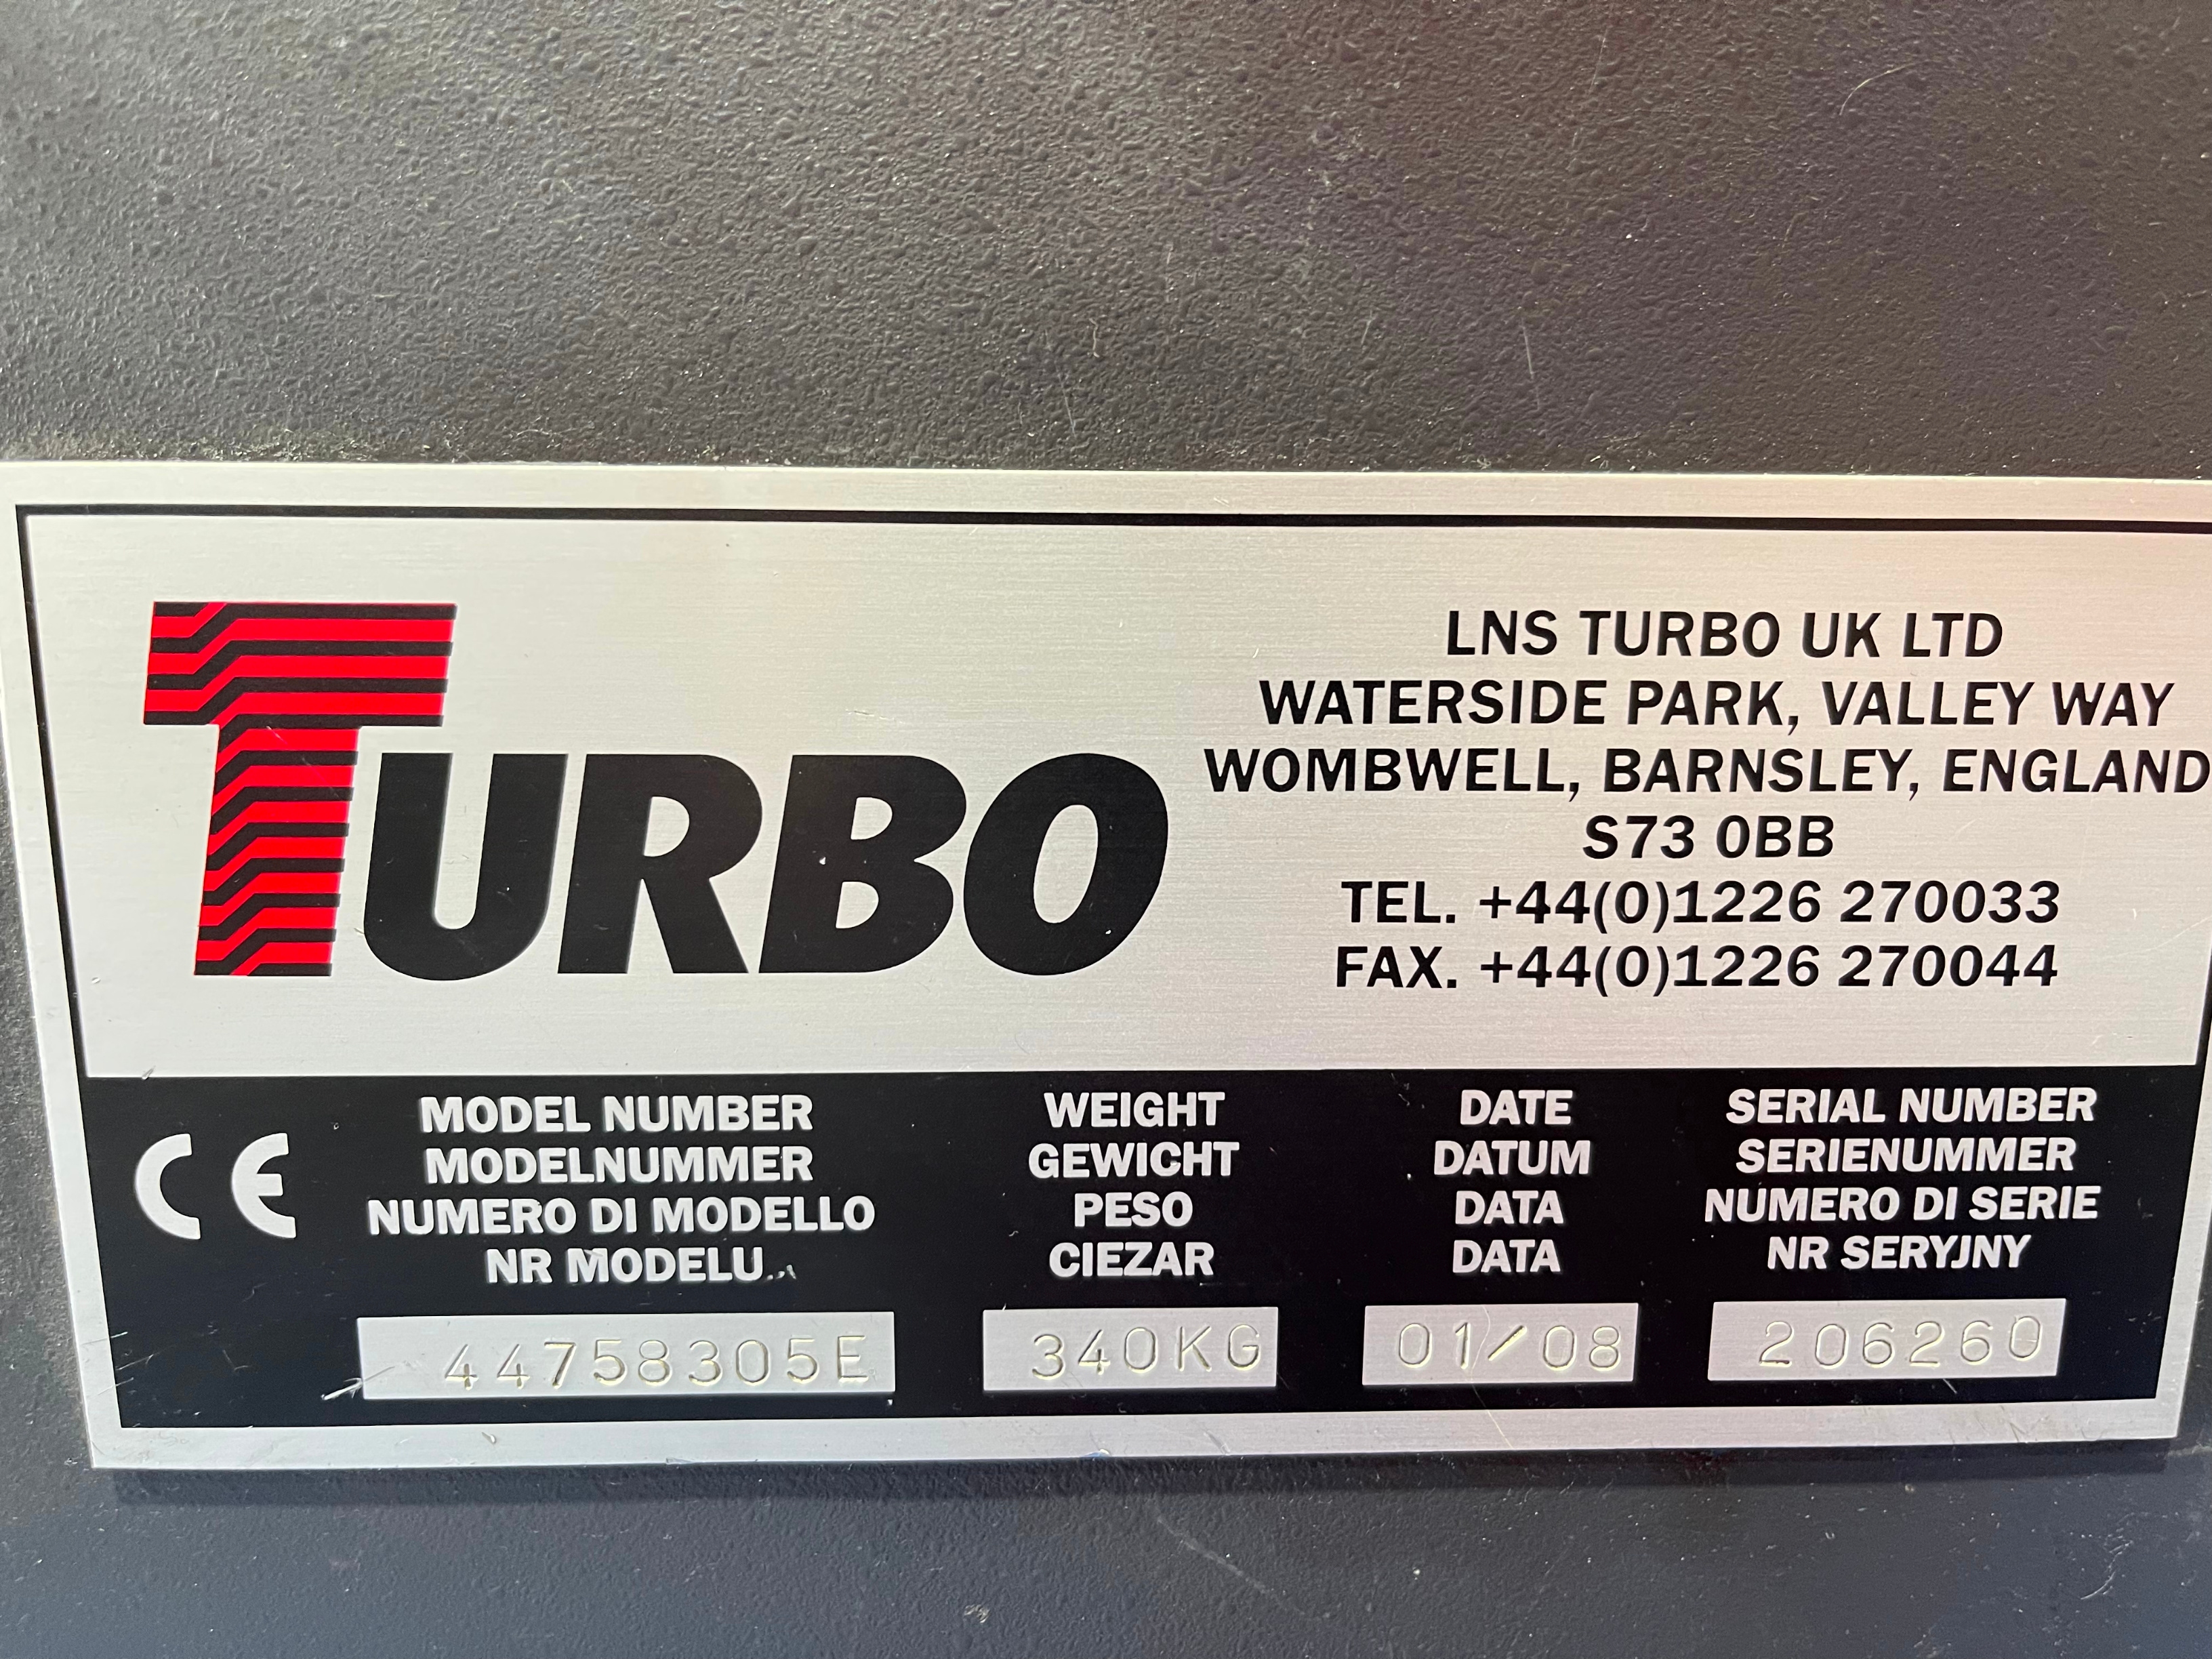 TURBO
LNS TURBO UK LTD
WATERSIDE PARK, VALLEY WAY
WOMBWELL, BARNSLEY, ENGLAND
S73 0BB
TEL. +44(0)1226 270033
FAX. +44(0)1226 270044
CE
MODEL NUMBER
MODELNUMMER
NUMERO DI MODELLO
NR MODELU
44758305E
WEIGHT
GEWICHT
PESO
CIEZAR
340KG
DATE
DATUM
DATA
DATA
01/08
SERIAL NUMBER
SERIENUMMER
NUMERO DI SERIE
NR SERYJNY
206260